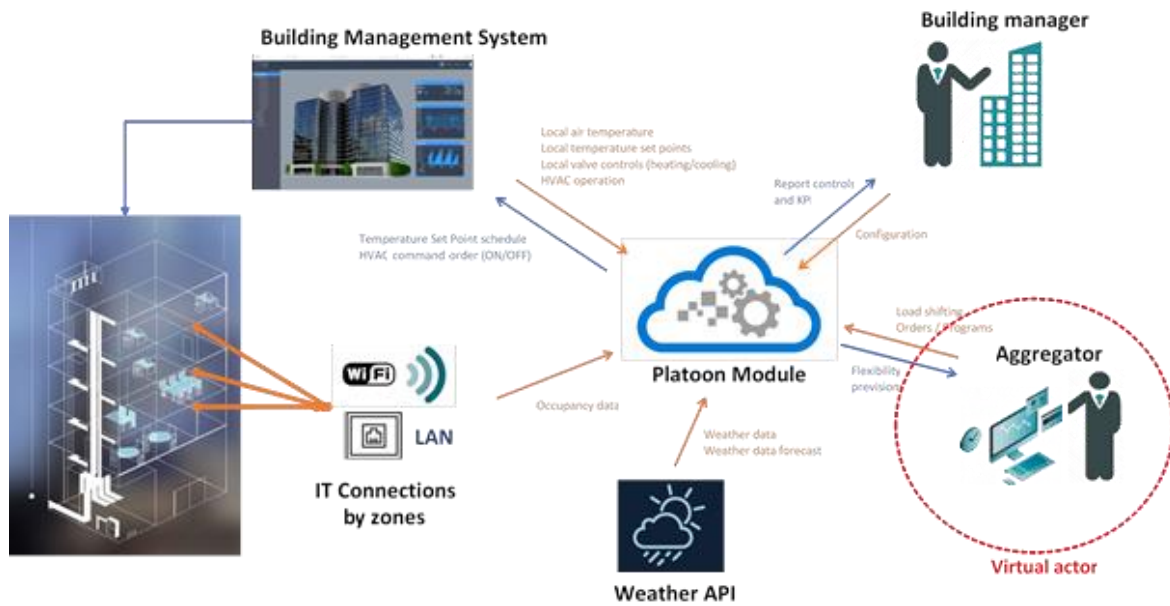 Building Management System
Building manager
Local air temperature
Local temperature set points
Local valve controls (heating/cooling)
HVAC operation
Report controls
and KPI
Temperature Set Point schedule
HVAC command order (ON/OFF)
Configuration
Load shifting
Orders / Programs
Aggregator
Platoon Module
Flexibility
prevision
WiFi
LAN
Occupancy data
Weather data
Weather data forecast
IT Connections
by zones
Weather API
Virtual actor